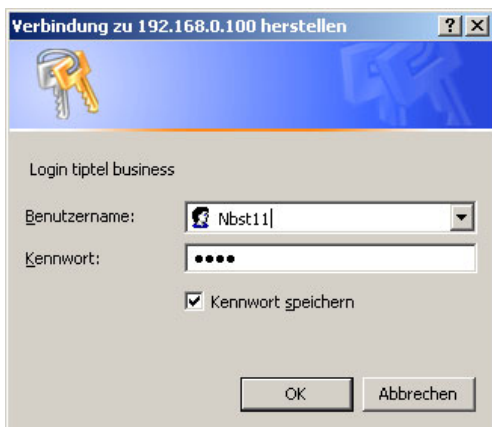 Verbindung zu 192.168.0.100 herstellen
Login tiptel business
Benutzername: Nbst11
Kennwort: ●●●●
Kennwort speichern
OK Abbrechen